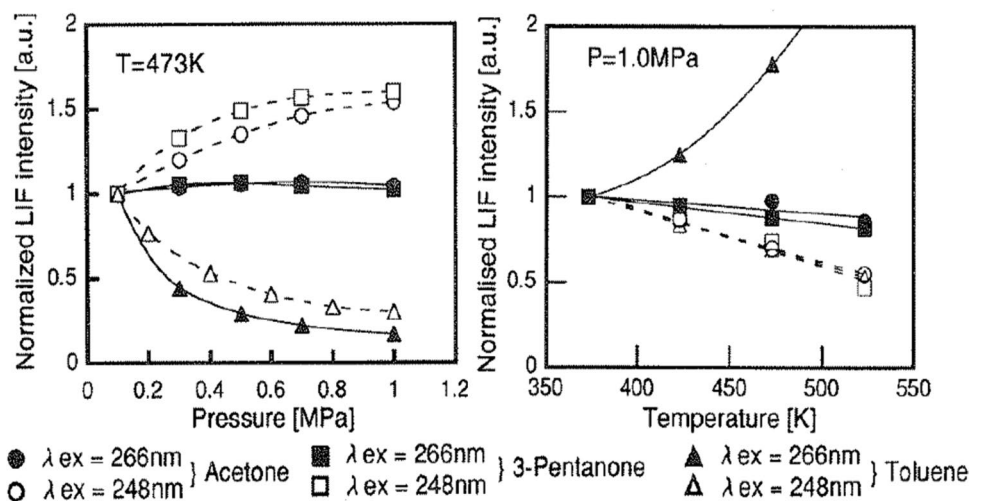 Normalized LIF intensity [a.u.]
2
1.5
1
0.5
0
T=473K
0 0.2 0.4 0.6 0.8 1 1.2
Pressure [MPa]
Normalised LIF intensity [a.u.]
2
1.5
1
0.5
0
P=1.0MPa
350 400 450 500 550
Temperature [K]
λex = 266nm
λex = 248nm
} Acetone
λex = 266nm
λex = 248nm
} 3-Pentanone
λex = 266nm
λex = 248nm
} Toluene